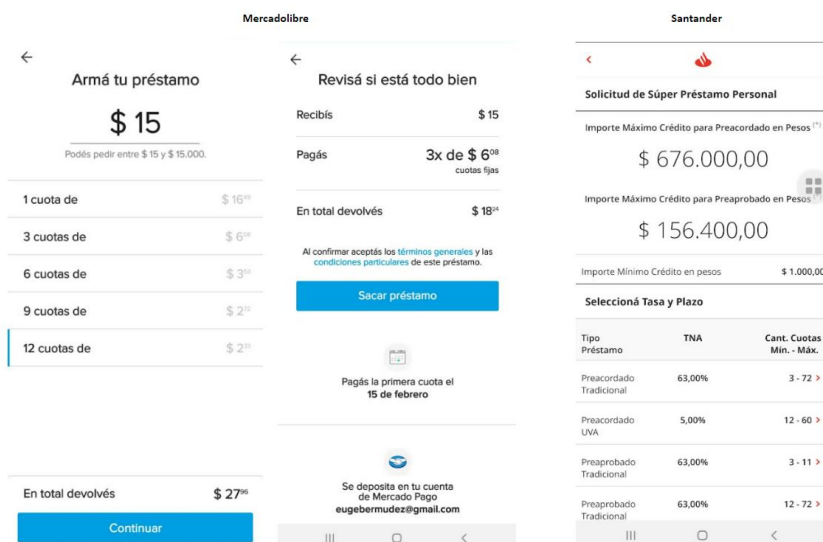 Mercadolibre
Armá tu préstamo
$ 15
Podés pedir entre $ 15 y $ 15.000.
1 cuota de
$ 16
3 cuotas de
$ 6⁰⁸
6 cuotas de
$ 3
9 cuotas de
$ 2
12 cuotas de
$ 2
En total devolvés
$ 27⁹⁶
Continuar
Revisá si está todo bien
Recibís
$ 15
Pagás
3x de $ 6⁰⁸
cuotas fijas
En total devolvés
$ 18²⁴
Al confirmar aceptás los términos generales y las
condiciones particulares de este préstamo.
Sacar préstamo
Pagás la primera cuota el
15 de febrero
Se deposita en tu cuenta
de Mercado Pago
eugebermudez@gmail.com
Santander
Solicitud de Súper Préstamo Personal
Importe Máximo Crédito para Preacordado en Pesos (*)
$ 676.000,00
Importe Máximo Crédito para Preaprobado en Pesos
$ 156.400,00
Importe Mínimo Crédito en pesos
$ 1.000,00
Seleccioná Tasa y Plazo
Tipo Préstamo
TNA
Cant. Cuotas Mín. - Máx.
Preacordado Tradicional
63,00%
3 - 72
Preacordado UVA
5,00%
12 - 60
Preaprobado Tradicional
63,00%
3 - 11
Preaprobado Tradicional
63,00%
12 - 72